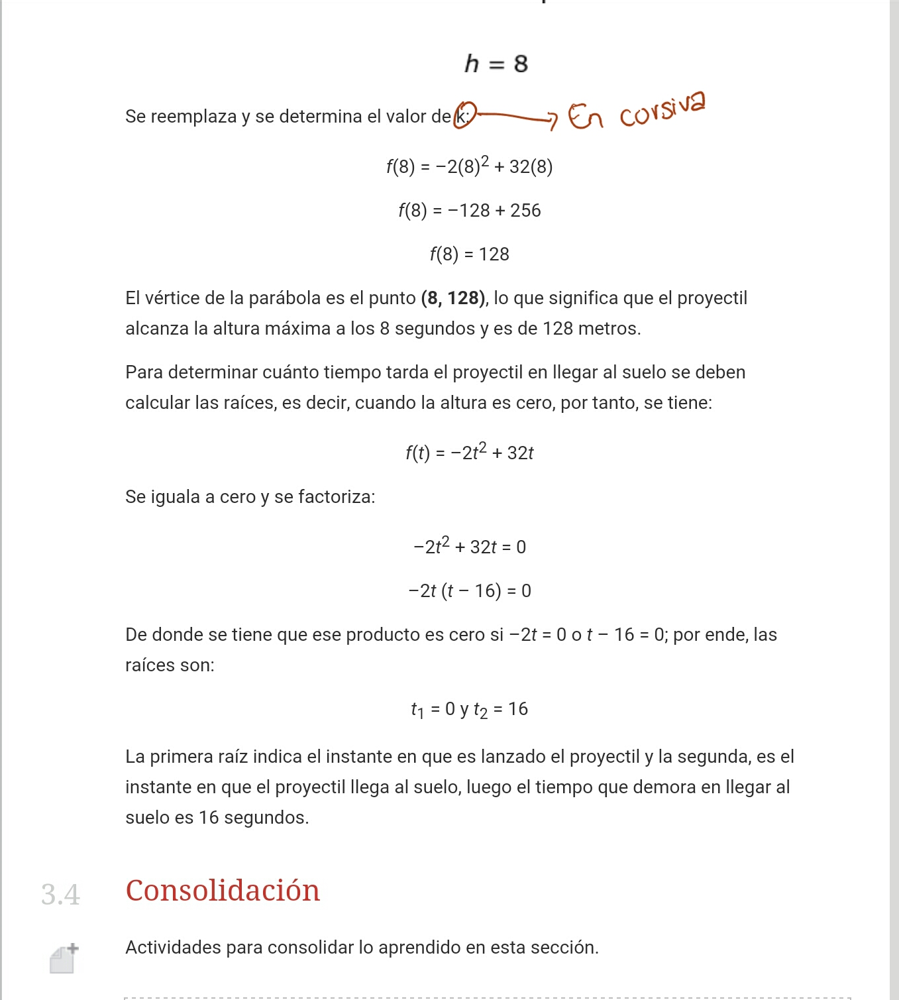 h = 8
Se reemplaza y se determina el valor de k: En corsiva
f(8) = −2(8)² + 32(8)
f(8) = −128 + 256
f(8) = 128
El vértice de la parábola es el punto (8, 128), lo que significa que el proyectil
alcanza la altura máxima a los 8 segundos y es de 128 metros.
Para determinar cuánto tiempo tarda el proyectil en llegar al suelo se deben
calcular las raíces, es decir, cuando la altura es cero, por tanto, se tiene:
f(t) = −2t² + 32t
Se iguala a cero y se factoriza:
−2t² + 32t = 0
−2t (t − 16) = 0
De donde se tiene que ese producto es cero si −2t = 0 o t − 16 = 0; por ende, las
raíces son:
t₁ = 0 y t₂ = 16
La primera raíz indica el instante en que es lanzado el proyectil y la segunda, es el
instante en que el proyectil llega al suelo, luego el tiempo que demora en llegar al
suelo es 16 segundos.
3.4 Consolidación
Actividades para consolidar lo aprendido en esta sección.